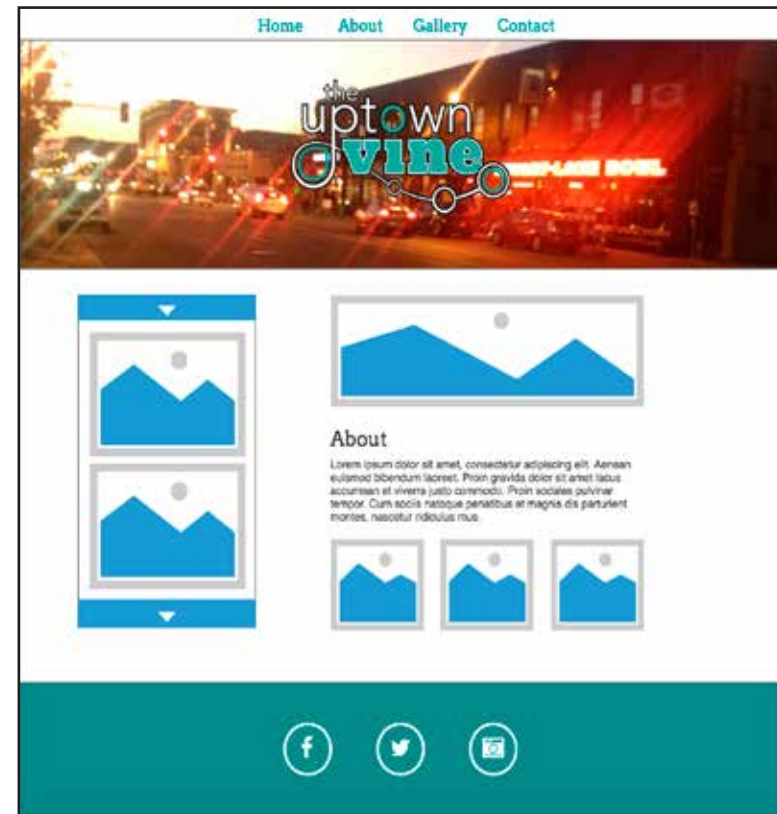 Home About Gallery Contact
the
uptown
vine
About
Lorem ipsum dolor sit amet, consectetur adipiscing elit. Aenean
euismod bibendum laoreet. Proin gravida dolor sit amet lacus
accumsan et viverra justo commodo. Proin sodales pulvinar
tempor. Cum sociis natoque penatibus et magnis dis parturient
montes, nascetur ridiculus mus.